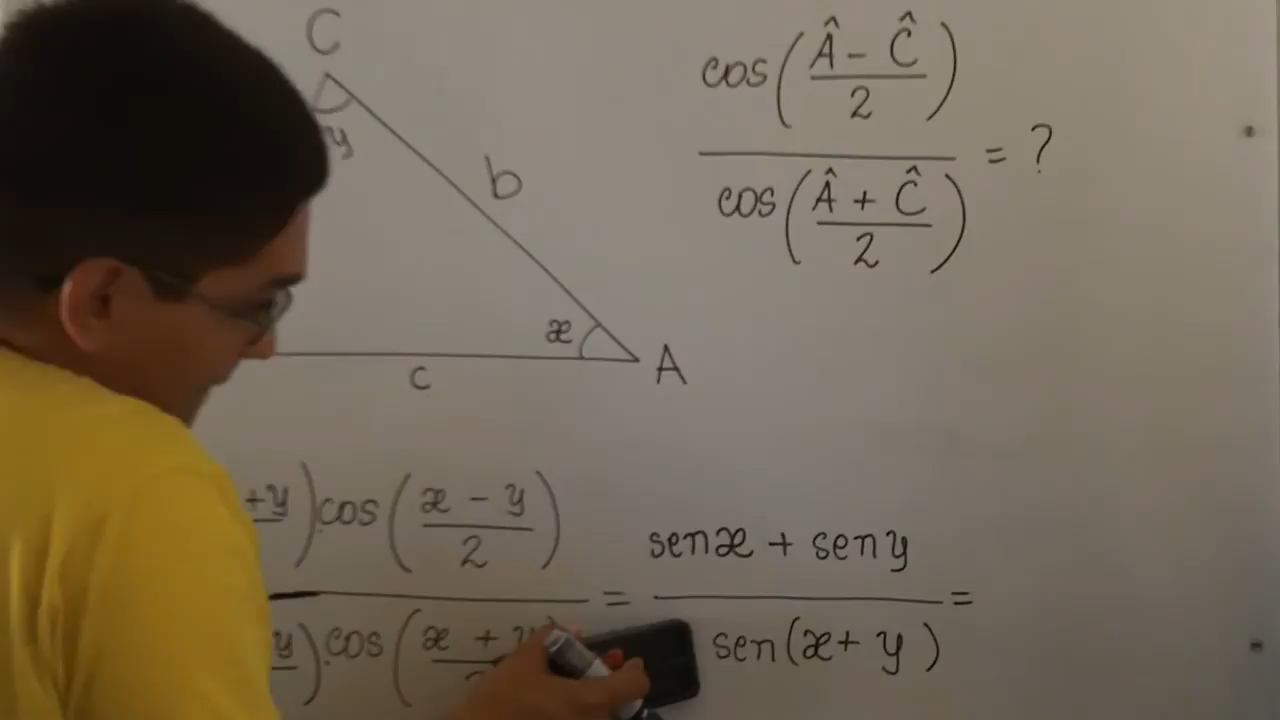 C
cos(Â - Ĉ / 2)
y
b
= ?
cos(Â + Ĉ / 2)
x
A
c
+y) cos(x - y / 2)
= sen x + sen y =
y) cos(x + y
sen(x + y)